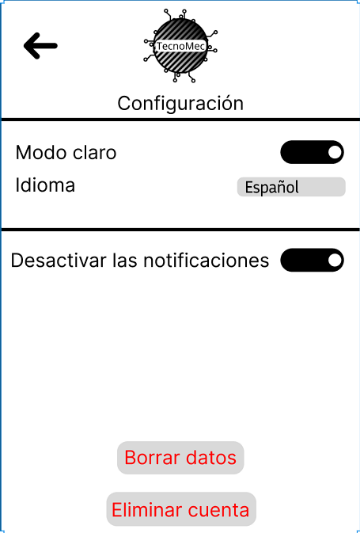 TecnoMec
Configuración
Modo claro
Idioma Español
Desactivar las notificaciones
Borrar datos
Eliminar cuenta